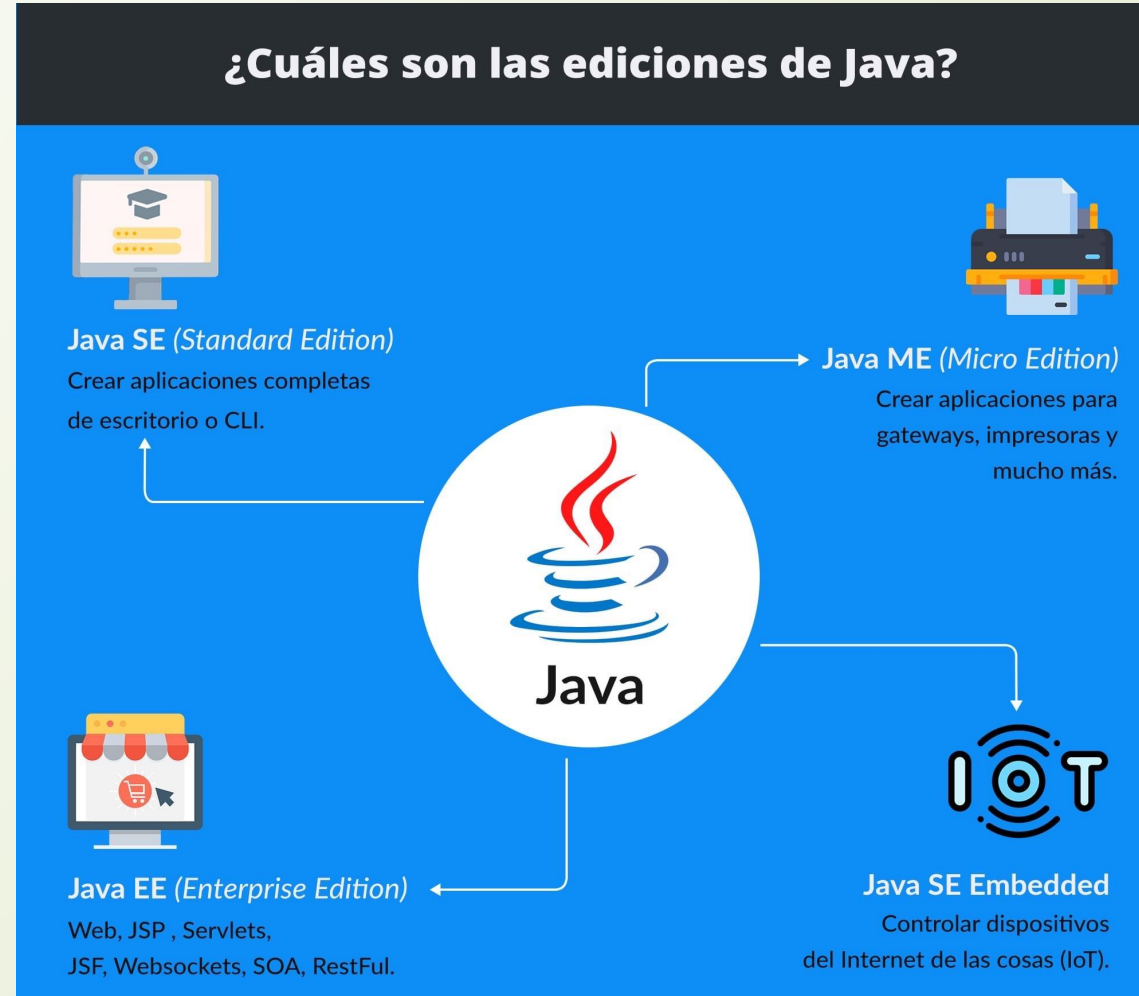 ¿Cuáles son las ediciones de Java?
Java SE (Standard Edition)
Crear aplicaciones completas
de escritorio o CLI.
Java ME (Micro Edition)
Crear aplicaciones para
gateways, impresoras y
mucho más.
Java
Java EE (Enterprise Edition)
Web, JSP , Servlets,
JSF, Websockets, SOA, RestFul.
IOT
Java SE Embedded
Controlar dispositivos
del Internet de las cosas (IoT).